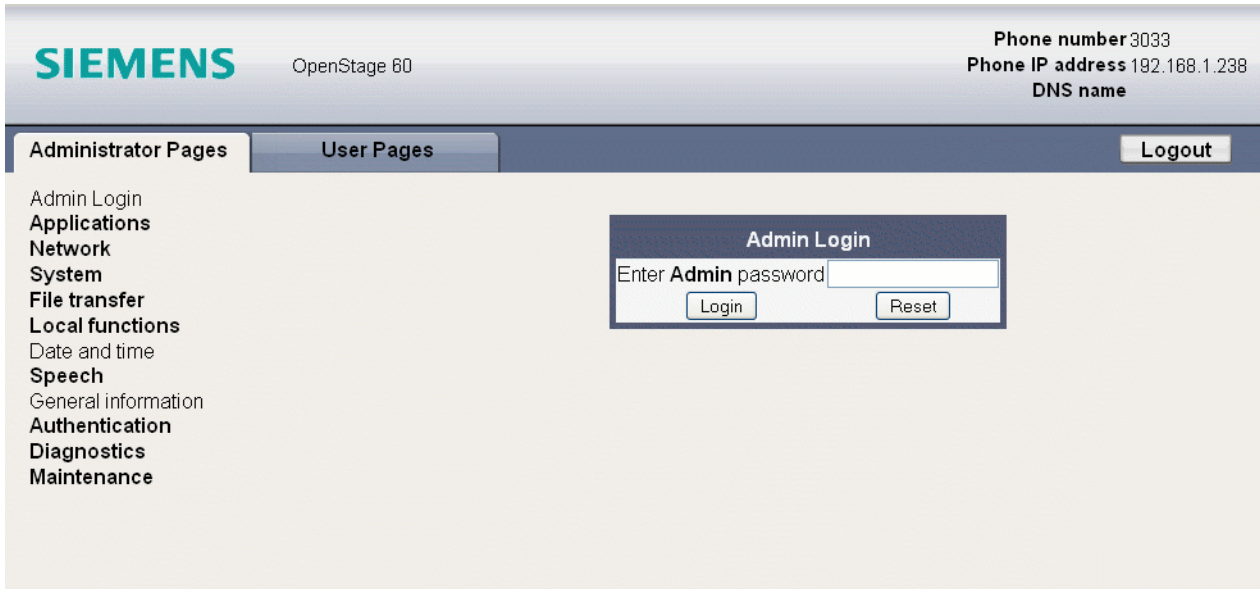 SIEMENS OpenStage 60
Phone number 3033
Phone IP address 192.168.1.238
DNS name
Administrator Pages User Pages Logout
Admin Login
Applications
Network
System
File transfer
Local functions
Date and time
Speech
General information
Authentication
Diagnostics
Maintenance
Admin Login
Enter Admin password
Login Reset